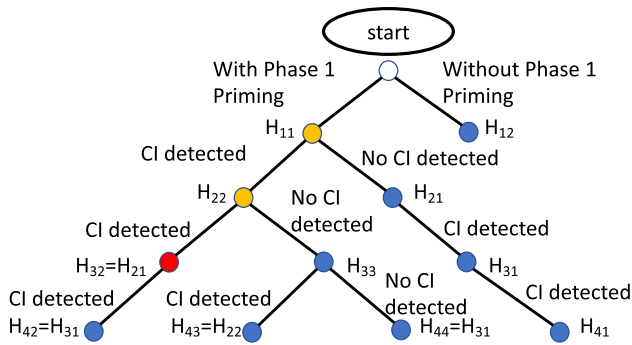 start
With Phase 1
Priming
Without Phase 1
Priming
H₁₁
H₁₂
CI detected
No CI detected
H₂₂
No CI
detected
H₂₁
CI detected
CI detected
H₃₂=H₂₁
H₃₃
No CI
detected
H₃₁
CI detected
CI detected
CI detected
H₄₂=H₃₁
H₄₃=H₂₂
H₄₄=H₃₁
H₄₁